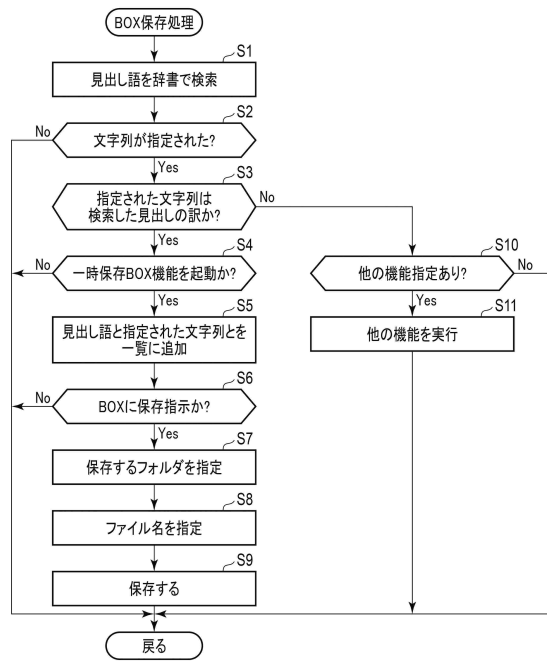 BOX保存処理
S1
見出し語を辞書で検索
S2
No
文字列が指定された?
Yes
S3
指定された文字列は
検索した見出しの訳か?
No
Yes
S4
No
一時保存BOX機能を起動か?
S10
他の機能指定あり?
No
Yes
S5
見出し語と指定された文字列とを
一覧に追加
Yes
S11
他の機能を実行
S6
No
BOXに保存指示か?
Yes
S7
保存するフォルダを指定
S8
ファイル名を指定
S9
保存する
戻る